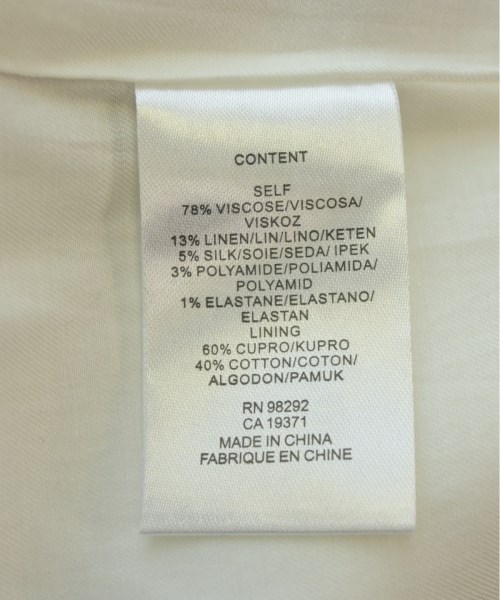 CONTENT
SELF
78% VISCOSE/VISCOSA/
VISKOZ
13% LINEN/LIN/LINO/KETEN
5% SILK/SOIE/SEDA/ IPEK
3% POLYAMIDE/POLIAMIDA/
POLYAMID
1% ELASTANE/ELASTANO/
ELASTAN
LINING
60% CUPRO/KUPRO
40% COTTON/COTON/
ALGODON/PAMUK
RN 98292
CA 19371
MADE IN CHINA
FABRIQUE EN CHINE